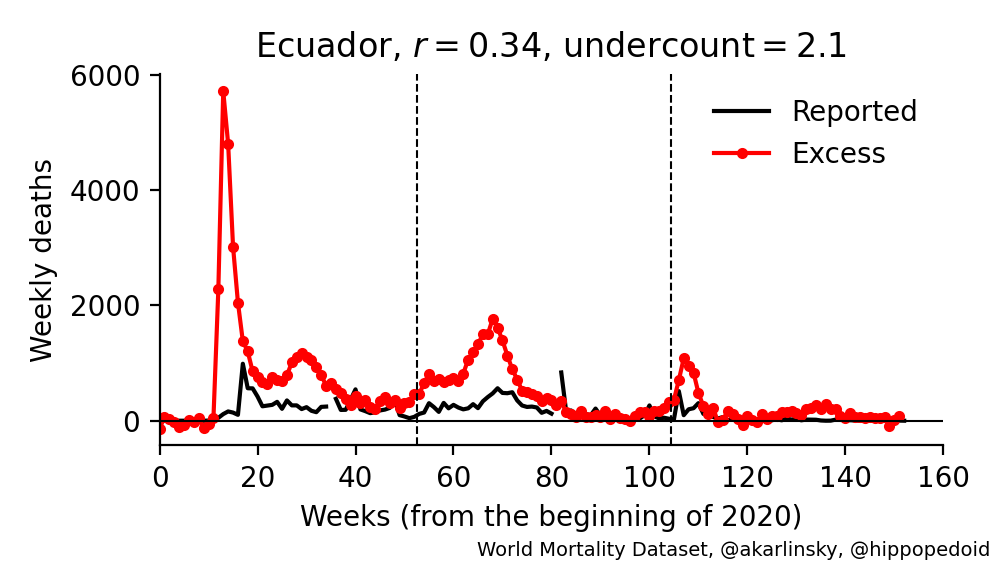 Ecuador, r = 0.34, undercount = 2.1
6000
4000
2000
0
Weekly deaths
Reported
Excess
0 20 40 60 80 100 120 140 160
Weeks (from the beginning of 2020)
World Mortality Dataset, @akarlinsky, @hippopedoid